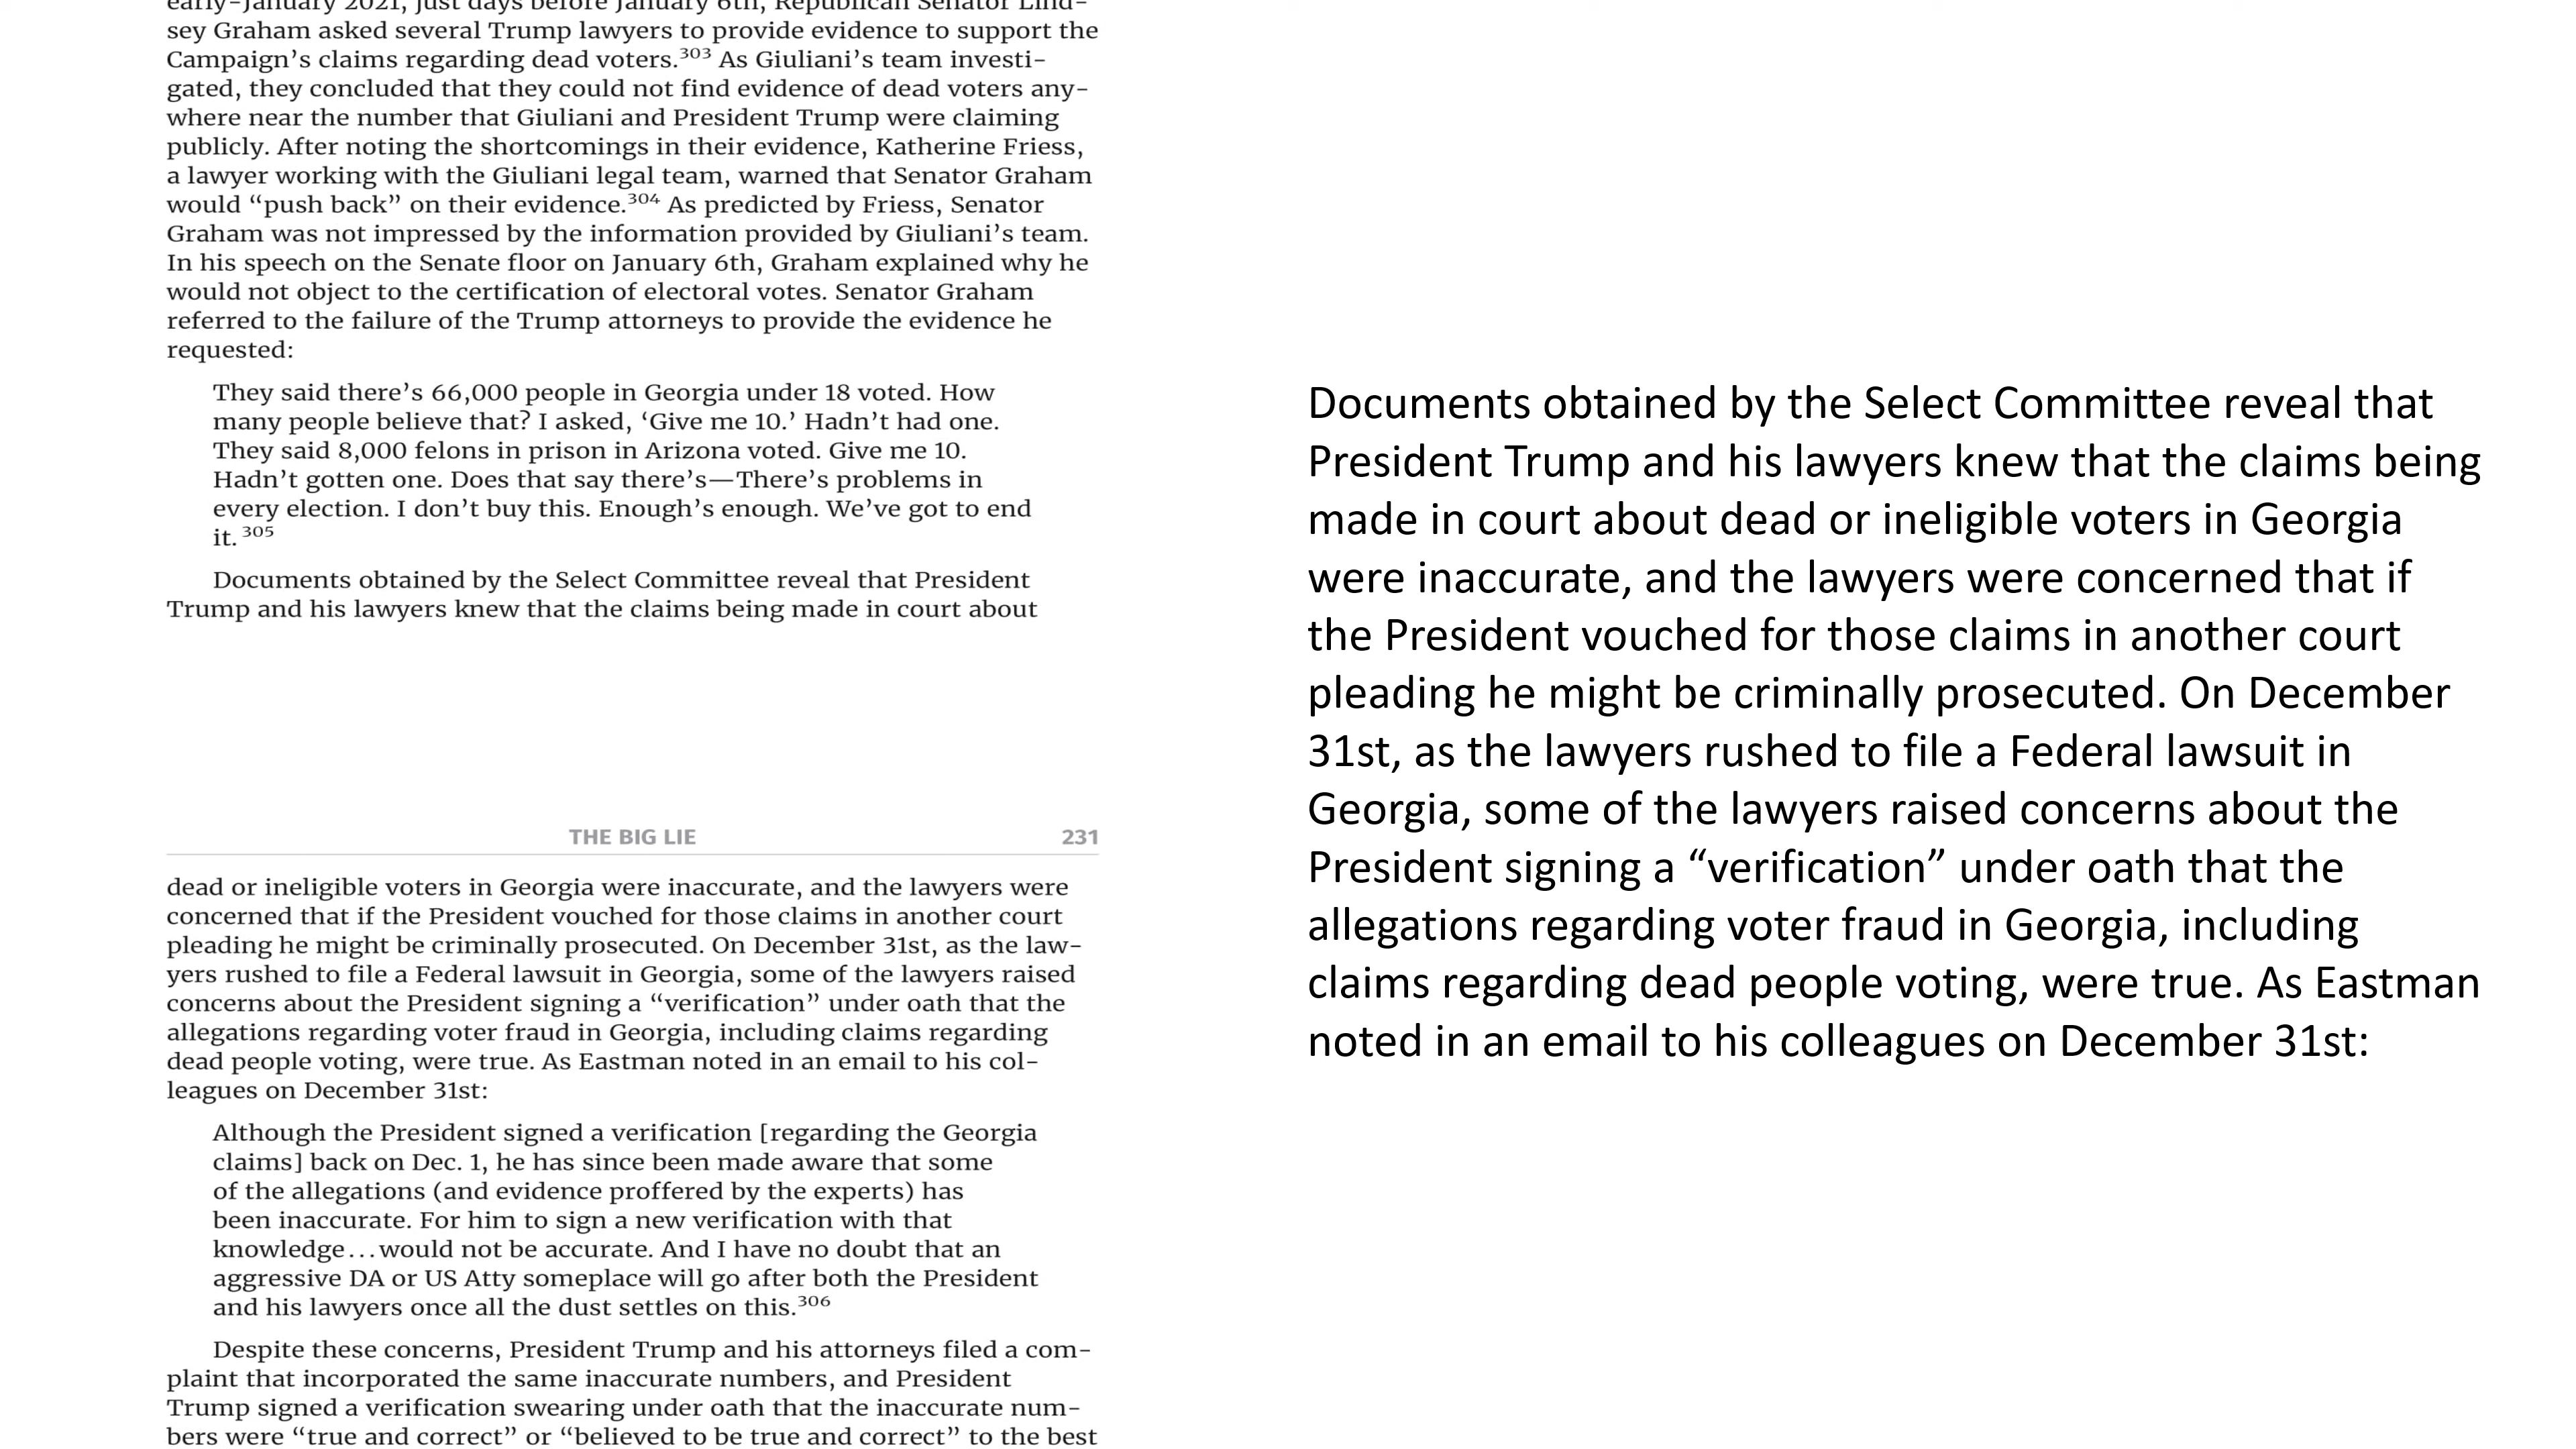 early-January 2021, just days before January 6th, Republican Senator Lind-
sey Graham asked several Trump lawyers to provide evidence to support the
Campaign’s claims regarding dead voters.303 As Giuliani’s team investi-
gated, they concluded that they could not find evidence of dead voters any-
where near the number that Giuliani and President Trump were claiming
publicly. After noting the shortcomings in their evidence, Katherine Friess,
a lawyer working with the Giuliani legal team, warned that Senator Graham
would “push back” on their evidence.304 As predicted by Friess, Senator
Graham was not impressed by the information provided by Giuliani’s team.
In his speech on the Senate floor on January 6th, Graham explained why he
would not object to the certification of electoral votes. Senator Graham
referred to the failure of the Trump attorneys to provide the evidence he
requested:
They said there’s 66,000 people in Georgia under 18 voted. How
many people believe that? I asked, ‘Give me 10.’ Hadn’t had one.
They said 8,000 felons in prison in Arizona voted. Give me 10.
Hadn’t gotten one. Does that say there’s—There’s problems in
every election. I don’t buy this. Enough’s enough. We’ve got to end
it.305
Documents obtained by the Select Committee reveal that President
Trump and his lawyers knew that the claims being made in court about
THE BIG LIE 231
dead or ineligible voters in Georgia were inaccurate, and the lawyers were
concerned that if the President vouched for those claims in another court
pleading he might be criminally prosecuted. On December 31st, as the law-
yers rushed to file a Federal lawsuit in Georgia, some of the lawyers raised
concerns about the President signing a “verification” under oath that the
allegations regarding voter fraud in Georgia, including claims regarding
dead people voting, were true. As Eastman noted in an email to his col-
leagues on December 31st:
Although the President signed a verification [regarding the Georgia
claims] back on Dec. 1, he has since been made aware that some
of the allegations (and evidence proffered by the experts) has
been inaccurate. For him to sign a new verification with that
knowledge...would not be accurate. And I have no doubt that an
aggressive DA or US Atty someplace will go after both the President
and his lawyers once all the dust settles on this.306
Despite these concerns, President Trump and his attorneys filed a com-
plaint that incorporated the same inaccurate numbers, and President
Trump signed a verification swearing under oath that the inaccurate num-
bers were “true and correct” or “believed to be true and correct” to the best
Documents obtained by the Select Committee reveal that
President Trump and his lawyers knew that the claims being
made in court about dead or ineligible voters in Georgia
were inaccurate, and the lawyers were concerned that if
the President vouched for those claims in another court
pleading he might be criminally prosecuted. On December
31st, as the lawyers rushed to file a Federal lawsuit in
Georgia, some of the lawyers raised concerns about the
President signing a “verification” under oath that the
allegations regarding voter fraud in Georgia, including
claims regarding dead people voting, were true. As Eastman
noted in an email to his colleagues on December 31st: